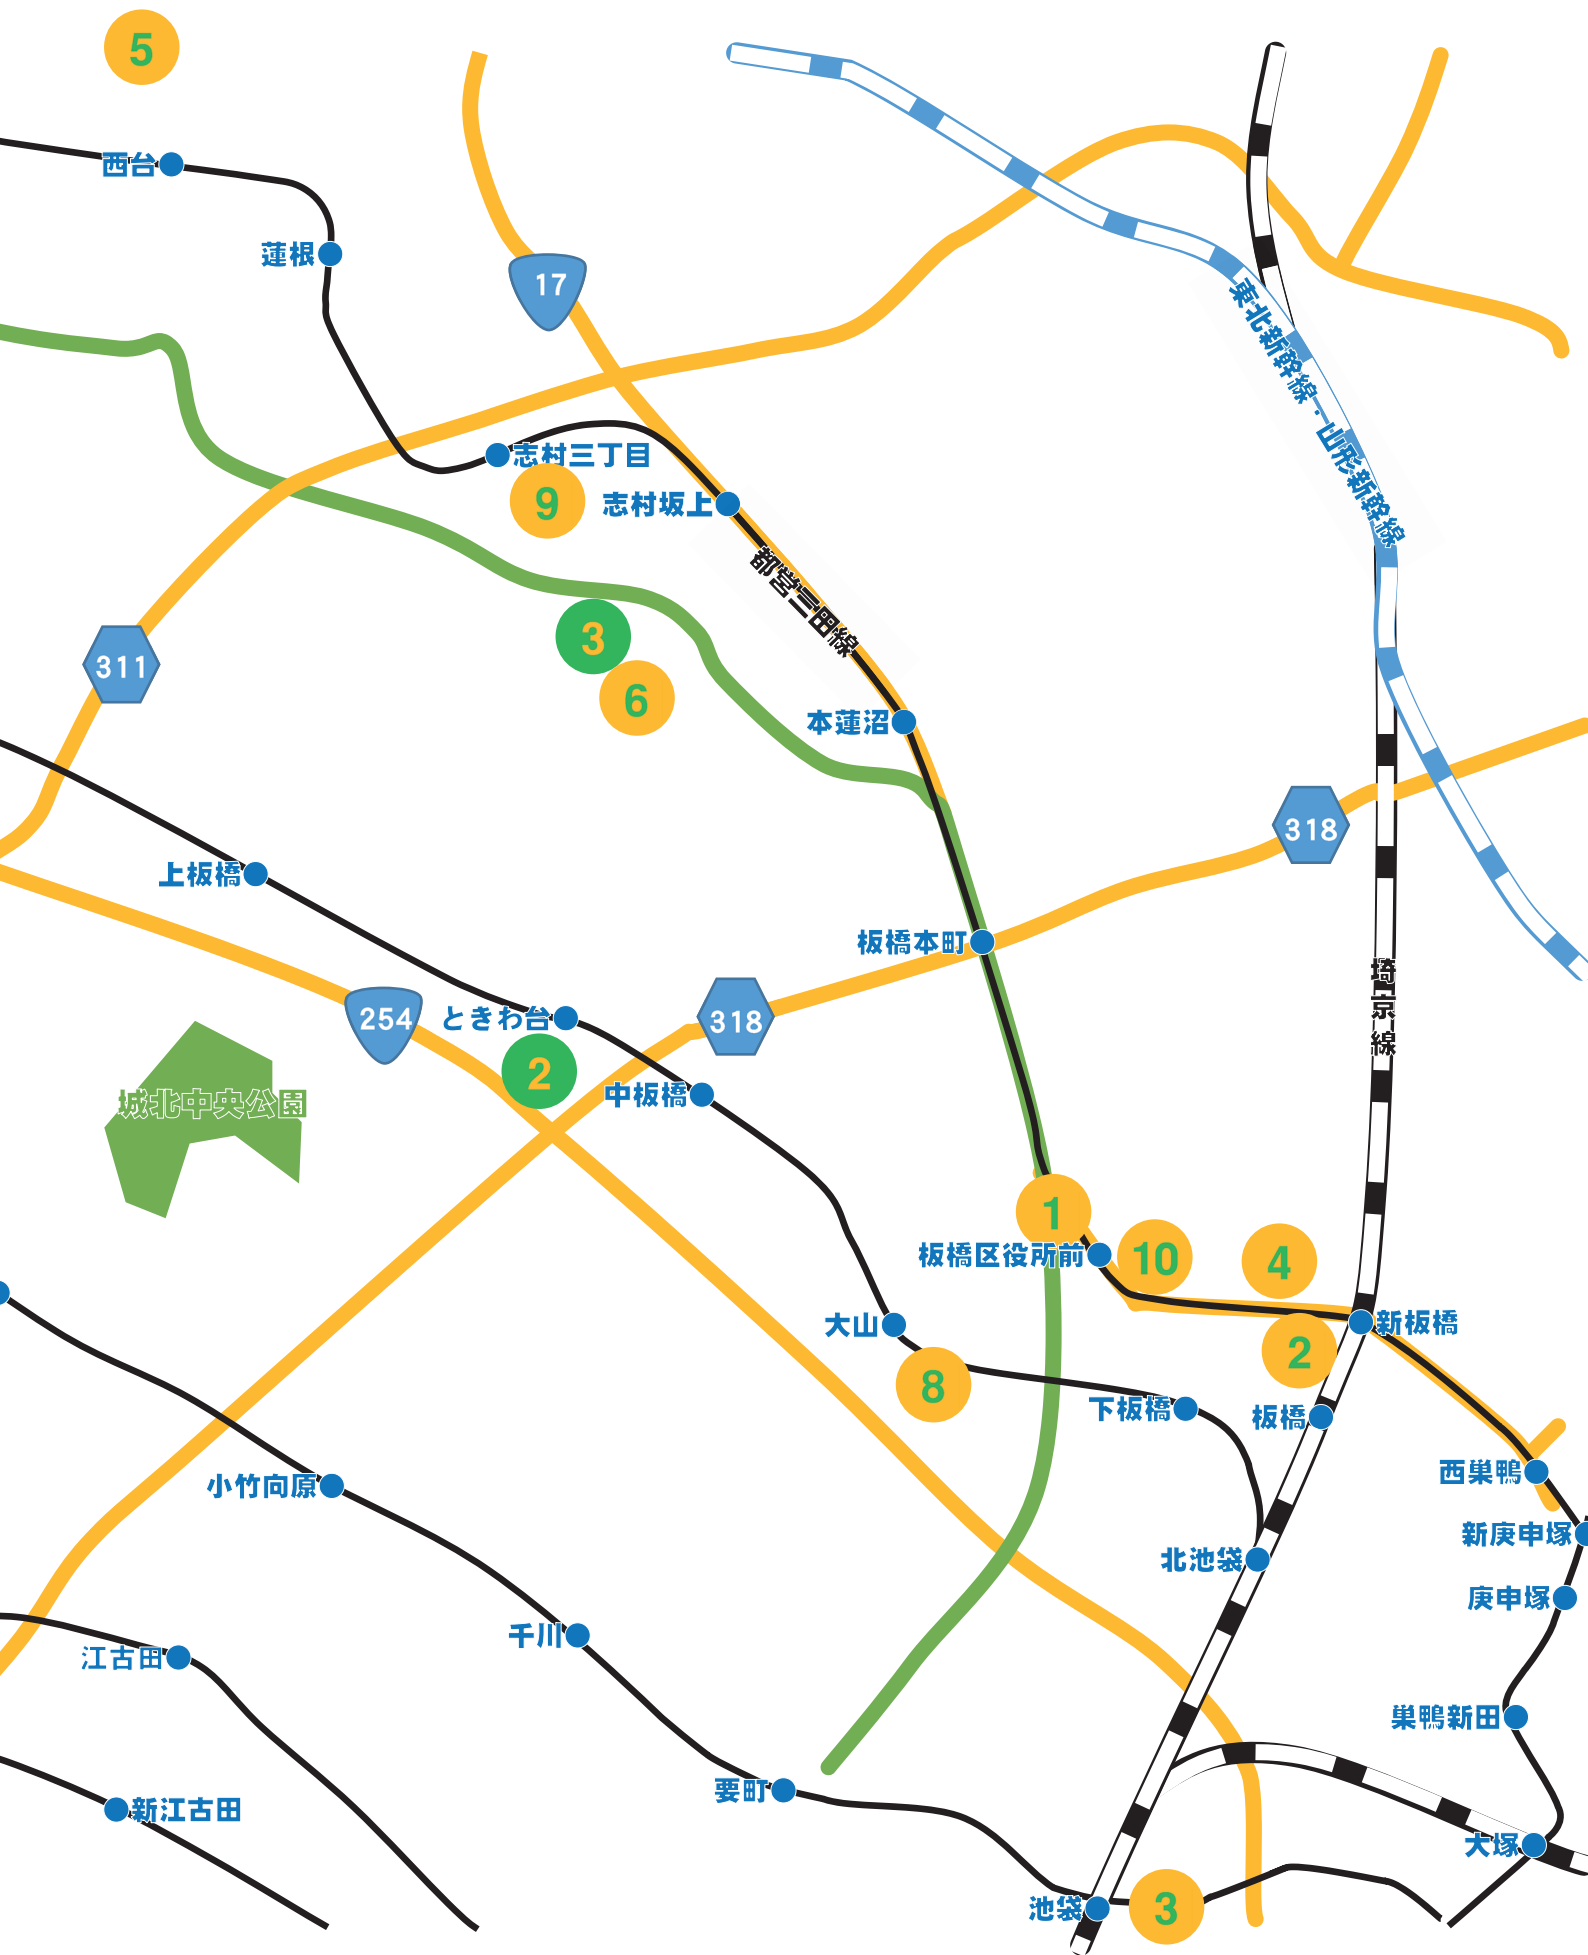 5
西台
蓮根
17
東北新幹線・山形新幹線
志村三丁目
9
志村坂上
都営三田線
3
311
6
本蓮沼
318
上板橋
板橋本町
埼京線
254
ときわ台
318
2
中板橋
城北中央公園
1
板橋区役所前
10
4
大山
新板橋
2
8
下板橋
板橋
西巣鴨
小竹向原
新庚申塚
北池袋
庚申塚
千川
江古田
巣鴨新田
要町
新江古田
大塚
池袋
3